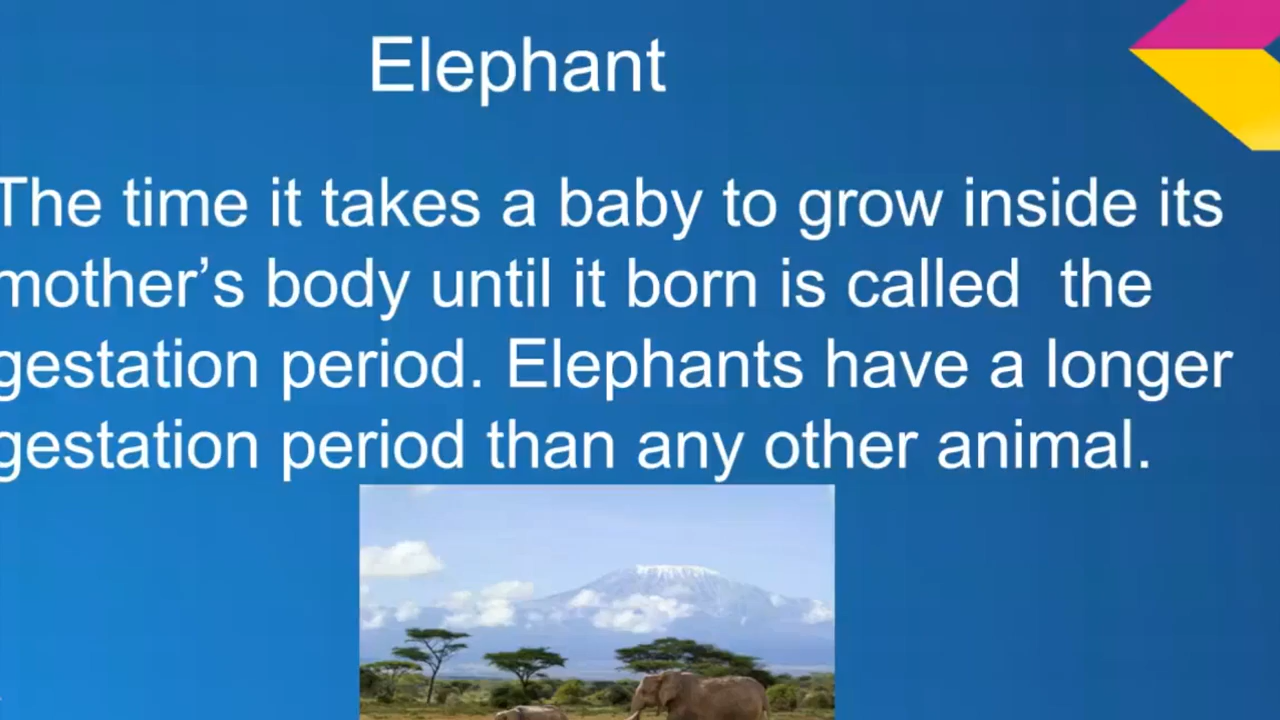 Elephant
The time it takes a baby to grow inside its
mother’s body until it born is called  the
gestation period. Elephants have a longer
gestation period than any other animal.